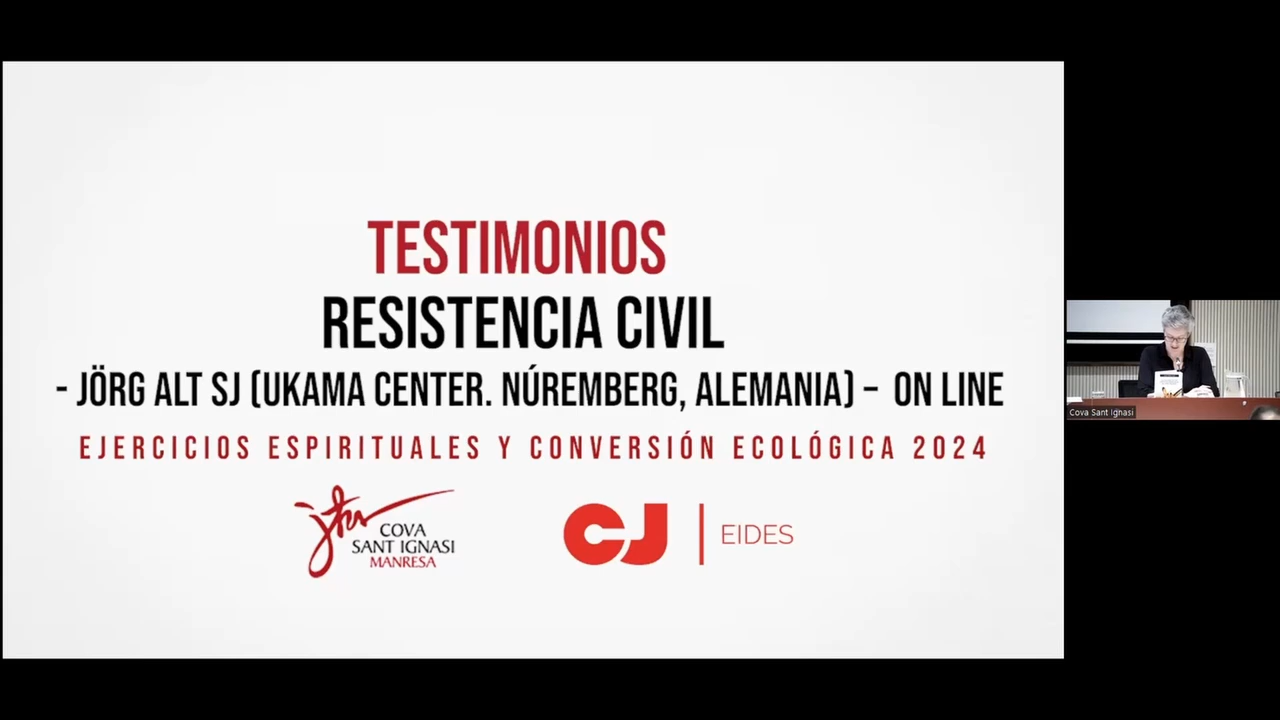 TESTIMONIOS
RESISTENCIA CIVIL
- JÖRG ALT SJ (UKAMA CENTER. NÚREMBERG, ALEMANIA) – ON LINE
EJERCICIOS ESPIRITUALES Y CONVERSIÓN ECOLÓGICA 2024
COVA
SANT IGNASI
MANRESA
CJ | EIDES
Cova Sant Ignasi